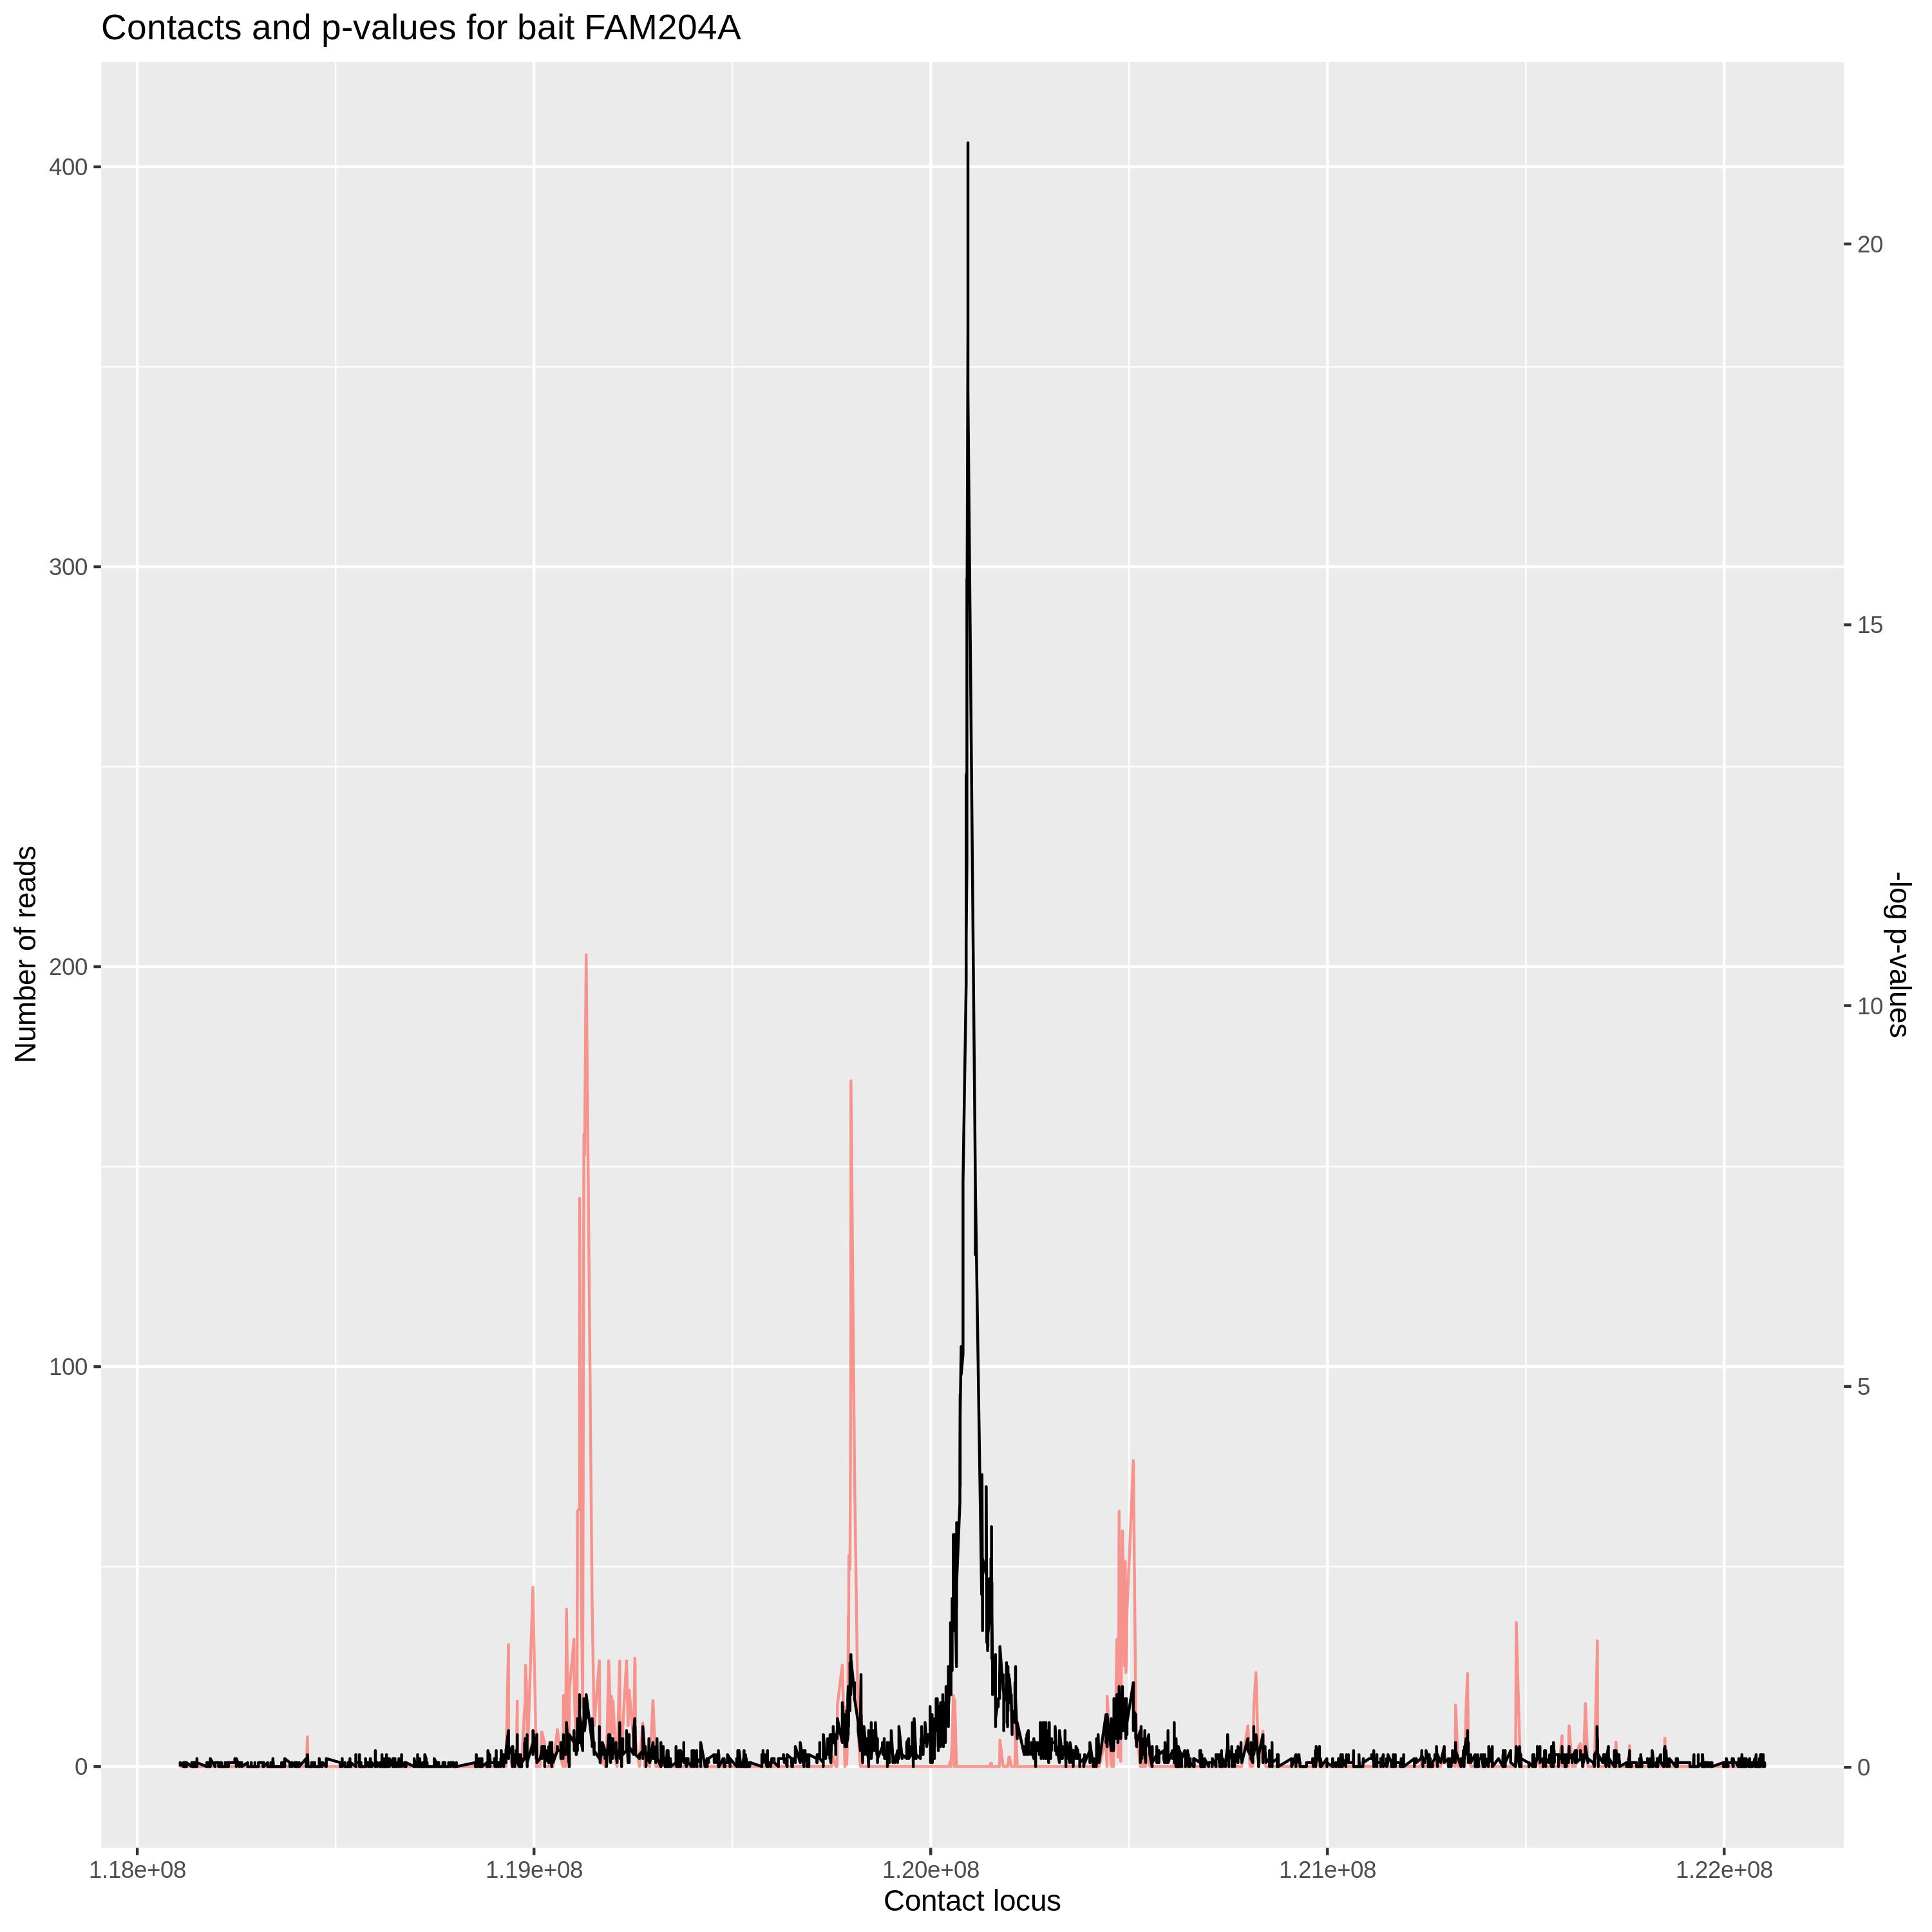 Contacts and p-values for bait FAM204A
400
300
200
100
0
Number of reads
20
15
10
5
0
-log p-values
1.18e+08 1.19e+08 1.20e+08 1.21e+08 1.22e+08
Contact locus